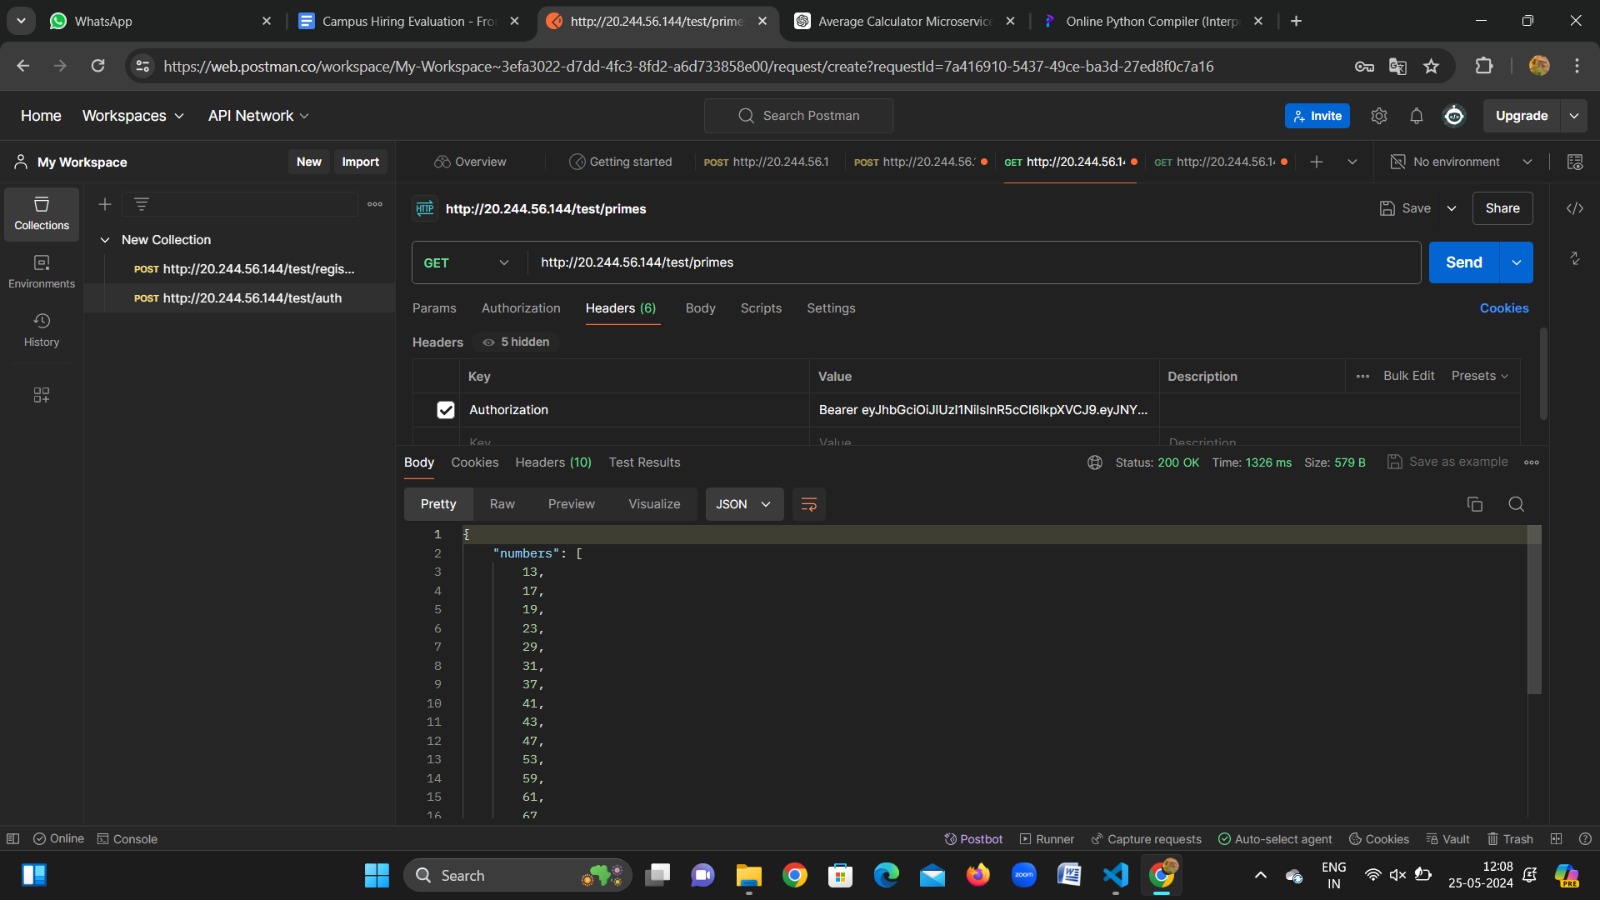 WhatsApp
Campus Hiring Evaluation - Fro
http://20.244.56.144/test/prime
Average Calculator Microservic
Online Python Compiler (Interp
https://web.postman.co/workspace/My-Workspace~3efa3022-d7dd-4fc3-8fd2-a6d733858e00/request/create?requestId=7a416910-5437-49ce-ba3d-27ed8f0c7a16
Home Workspaces API Network Search Postman Invite Upgrade
My Workspace New Import Overview Getting started POST http://20.244.56.1 POST http://20.244.56. GET http://20.244.56.1 GET http://20.244.56.1 No environment
Collections
Environments
History
New Collection
POST http://20.244.56.144/test/regis...
POST http://20.244.56.144/test/auth
HTTP http://20.244.56.144/test/primes Save Share
GET http://20.244.56.144/test/primes Send
Params Authorization Headers (6) Body Scripts Settings Cookies
Headers 5 hidden
Key Value Description Bulk Edit Presets
Authorization Bearer eyJhbGciOiJIUzI1NiIsInR5cCI6IkpXVCJ9.eyJNY...
Key Value Description
Body Cookies Headers (10) Test Results Status: 200 OK Time: 1326 ms Size: 579 B Save as example
Pretty Raw Preview Visualize JSON
1 {
2 "numbers": [
3 13,
4 17,
5 19,
6 23,
7 29,
8 31,
9 37,
10 41,
11 43,
12 47,
13 53,
14 59,
15 61,
16 67
Online Console Postbot Runner Capture requests Auto-select agent Cookies Vault Trash
Search zoom ENG IN 12:08 25-05-2024 PRE